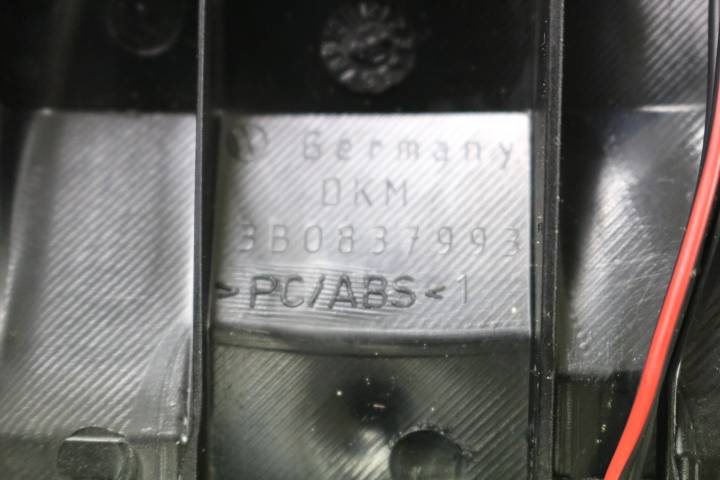 Germany
DKM
3B0837993
>PC/ABS<1